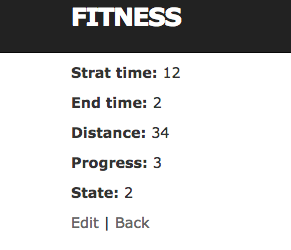 FITNESS
Strat time: 12
End time: 2
Distance: 34
Progress: 3
State: 2
Edit | Back